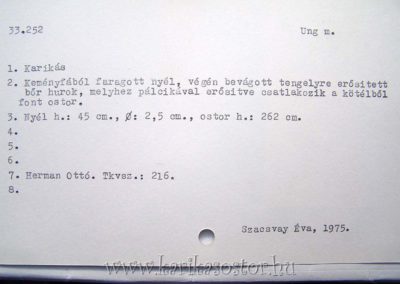 33.252 Ung m.
1. Karikás
2. Keményfából faragott nyél, végén bevágott tengelyre erősített
bőr hurok, melyhez pálcikával erősitve csatlakozik a kötélből
font ostor.
3. Nyél h.: 45 cm., Ø: 2,5 cm., ostor h.: 262 cm.
4.
5.
6.
7. Herman Ottó. Tkvsz.: 216.
8.
Szacsvay Éva, 1975.
www.karikasostor.hu